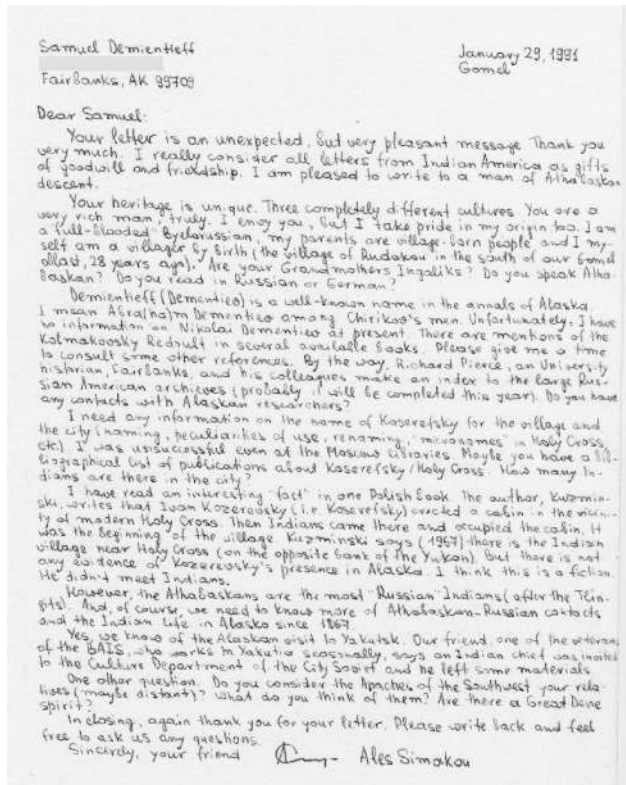 Samuel Demientieff
January 29, 1991
Gomel
Fairbanks, AK 99709
Dear Samuel:
Your letter is an unexpected, but very pleasant message. Thank you
very much. I really consider all letters from Indian America as gifts
of goodwill and friendship. I am pleased to write to a man of Athabaskan
descent.
Your heritage is unique. Three completely different cultures. You are a
very rich man, truly. I envy you, but I take pride in my origin too. I am
a "full-blooded" Byelorussian, my parents are village-born people and I my-
self am a villager by birth (the village of Rudakou in the south of our Gomel
oblast, 28 years ago). Are your Grandmothers Ingaliks? Do you speak Atha-
baskan? Do you read in Russian or German?
Demientieff (Dementiev) is a well-known name in the annals of Alaska.
I mean Abra(ha)m Dementiev among Chirikov's men. Unfortunately, I have
no information on Nikolai Dementiev at present. There are mentions of the
Kolmakovsky Redoubt in several available books. Please give me a time
to consult some other references. By the way, Richard Pierce, an University
historian, Fairbanks, and his colleagues make an index to the large Rus-
sian American archieves (probably, it will be completed this year). Do you have
any contacts with Alaskan researchers?
I need any information on the name of Koserefsky for the village and
the city (naming, peculiarities of use, renaming, "micronomes" in Holy Cross,
etc.). I was unsuccessful even at the Moscow libraries. Maybe you have a bib-
liographical list of publications about Koserefsky/Holy Cross. How many In-
dians are there in the city?
I have read an interesting "fact" in one Polish book. The author, Kuzmin-
ski, writes that Ivan Kozerevsky (i.e. Koserefsky) erected a cabin in the vicini-
ty of modern Holy Cross. Then Indians came there and occupied the cabin. It
was the beginning of the village. Kuzminski says (1967) there is the Indian
village near Holy Cross (on the opposite bank of the Yukon). But there is not
any evidence of Kozerevsky's presence in Alaska. I think this is a fiction.
He didn't meet Indians.
However, the Athabaskans are the most "Russian" Indians (after the Tlin-
gits). And, of course, we need to know more of Athabaskan-Russian contacts
and the Indian life in Alaska since 1867.
Yes, we know of the Alaskan visit to Yakutsk. Our friend, one of the veterans
of the BAIS, who works in Yakutia seasonally, says an Indian chief was invited
to the Culture Department of the City Soviet and he left some materials.
One other question. Do you consider the Apaches of the Southwest your rela-
tives (maybe distant)? What do you think of them? Are there a Great Dene
spirit?
In closing, again thank you for your letter. Please write back and feel
free to ask us any questions.
Sincerely, your friend Ales Simakou